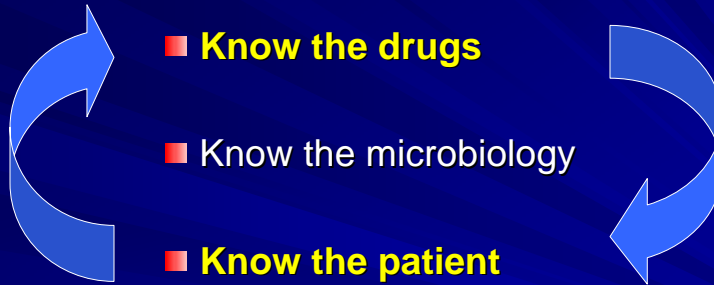 Know the drugs
Know the microbiology
Know the patient